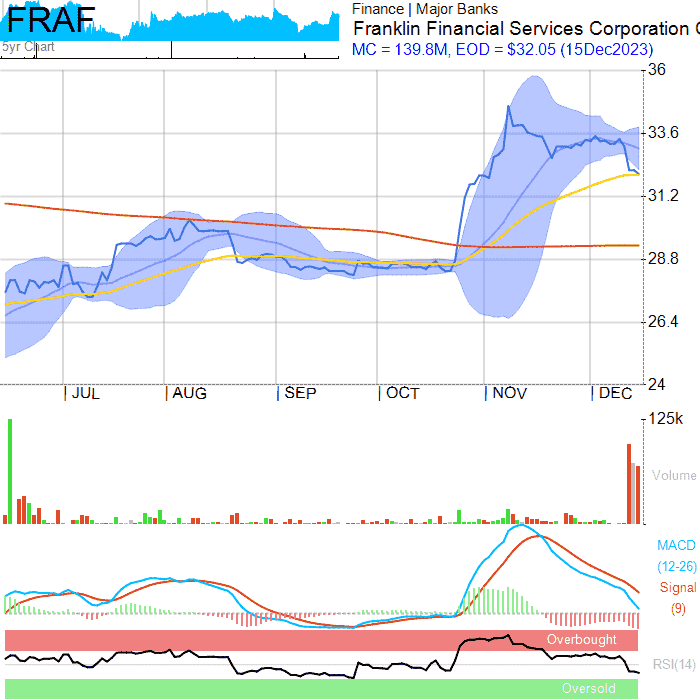 FRAF
5yr Chart
Finance | Major Banks
Franklin Financial Services Corporation
MC = 139.8M, EOD = $32.05 (15Dec2023)
36
33.6
31.2
28.8
26.4
24
JUL
AUG
SEP
OCT
NOV
DEC
125k
Volume
MACD
(12-26)
Signal
(9)
Overbought
RSI(14)
Oversold